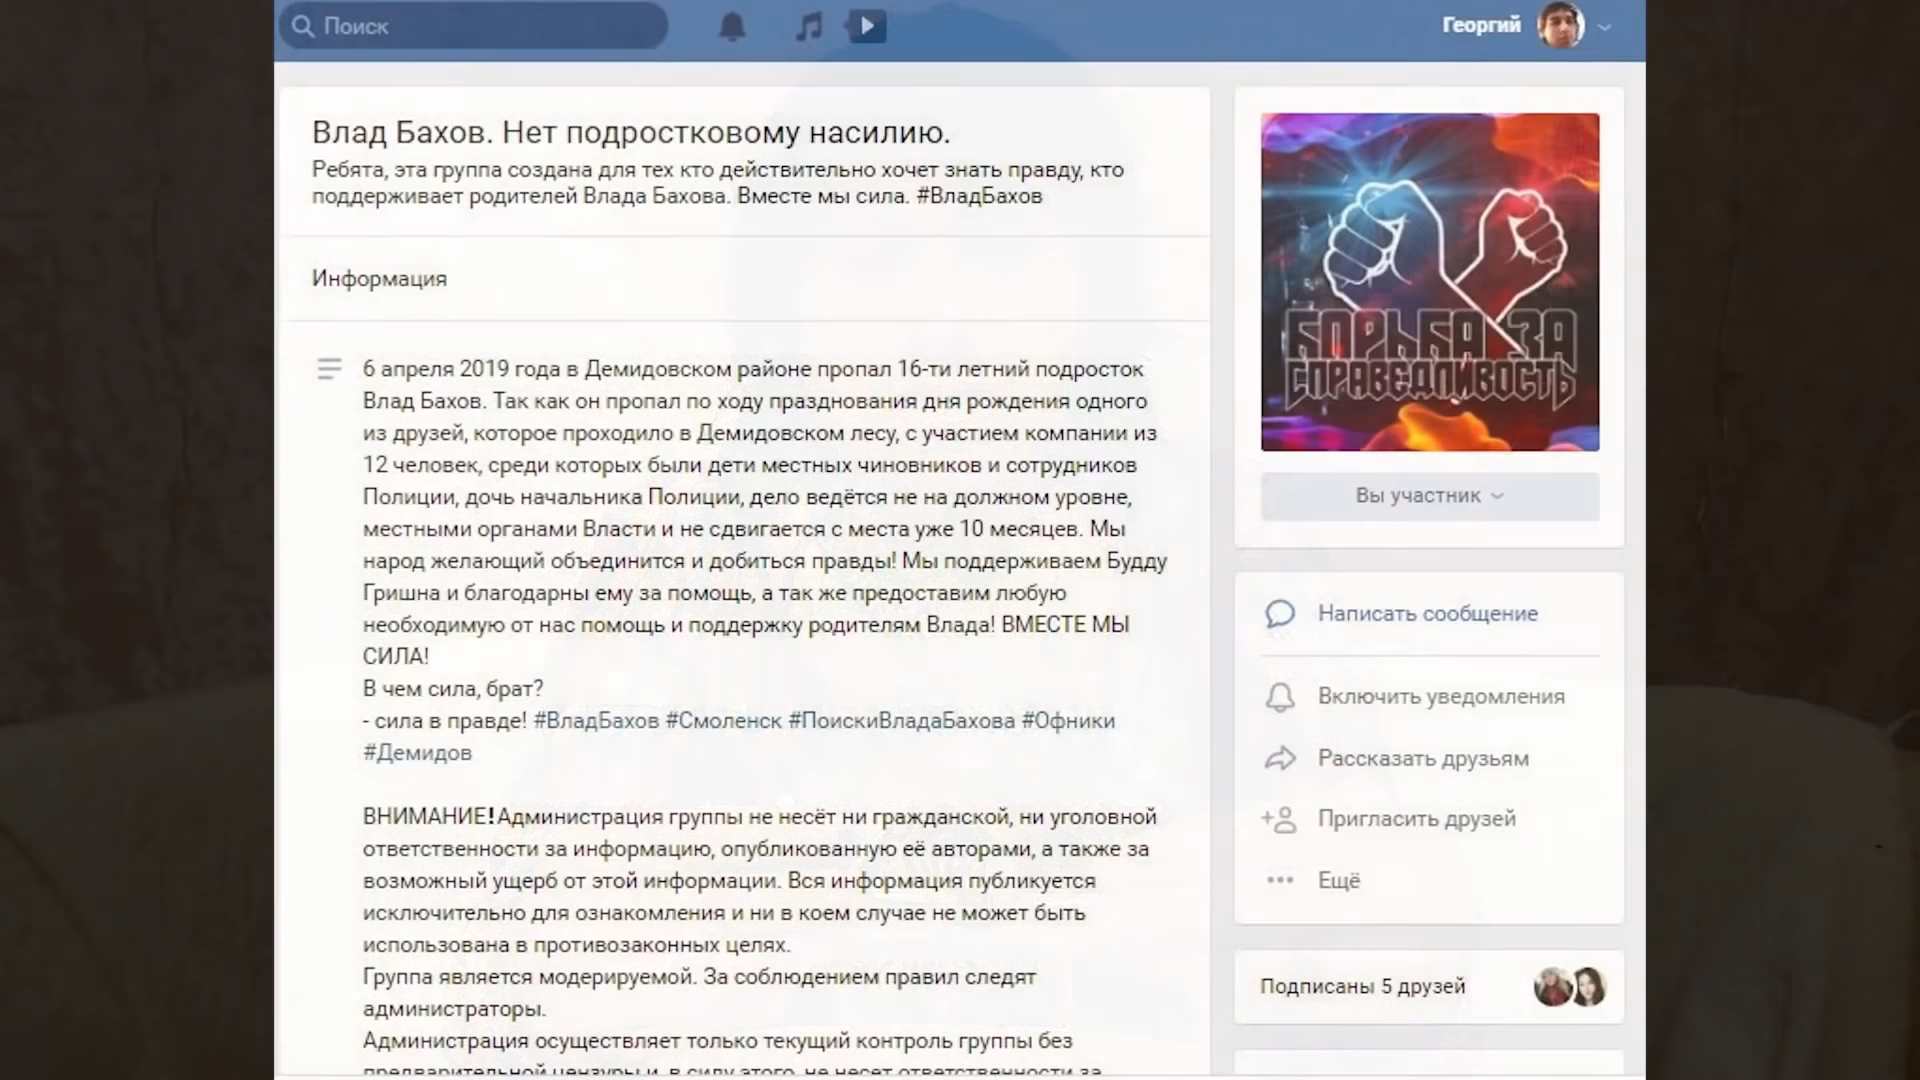 Поиск
Георгий
Влад Бахов. Нет подростковому насилию.
Ребята, эта группа создана для тех кто действительно хочет знать правду, кто
поддерживает родителей Влада Бахова. Вместе мы сила. #ВладБахов
Информация
6 апреля 2019 года в Демидовском районе пропал 16-ти летний подросток
Влад Бахов. Так как он пропал по ходу празднования дня рождения одного
из друзей, которое проходило в Демидовском лесу, с участием компании из
12 человек, среди которых были дети местных чиновников и сотрудников
Полиции, дочь начальника Полиции, дело ведётся не на должном уровне,
местными органами Власти и не сдвигается с места уже 10 месяцев. Мы
народ желающий объединится и добиться правды! Мы поддерживаем Будду
Гришна и благодарны ему за помощь, а так же предоставим любую
необходимую от нас помощь и поддержку родителям Влада! ВМЕСТЕ МЫ
СИЛА!
В чем сила, брат?
- сила в правде! #ВладБахов #Смоленск #ПоискиВладаБахова #Офники
#Демидов
ВНИМАНИЕ!Администрация группы не несёт ни гражданской, ни уголовной
ответственности за информацию, опубликованную её авторами, а также за
возможный ущерб от этой информации. Вся информация публикуется
исключительно для ознакомления и ни в коем случае не может быть
использована в противозаконных целях.
Группа является модерируемой. За соблюдением правил следят
администраторы.
Администрация осуществляет только текущий контроль группы без
предварительной цензуры и, в силу этого, не несет ответственности за
БОРЬБА ЗА
СПРАВЕДЛИВОСТЬ
Вы участник
Написать сообщение
Включить уведомления
Рассказать друзьям
Пригласить друзей
Ещё
Подписаны 5 друзей